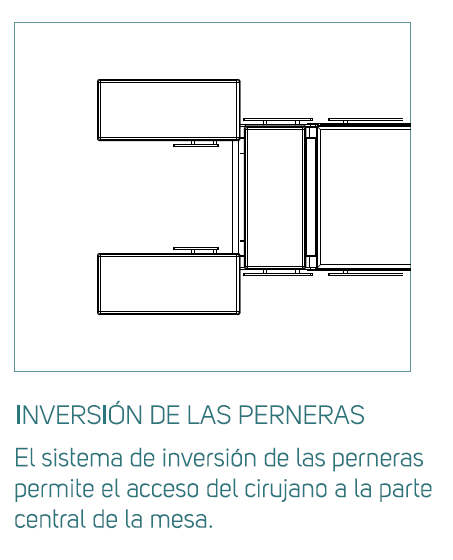 INVERSIÓN DE LAS PERNERAS
El sistema de inversión de las perneras
permite el acceso del cirujano a la parte
central de la mesa.